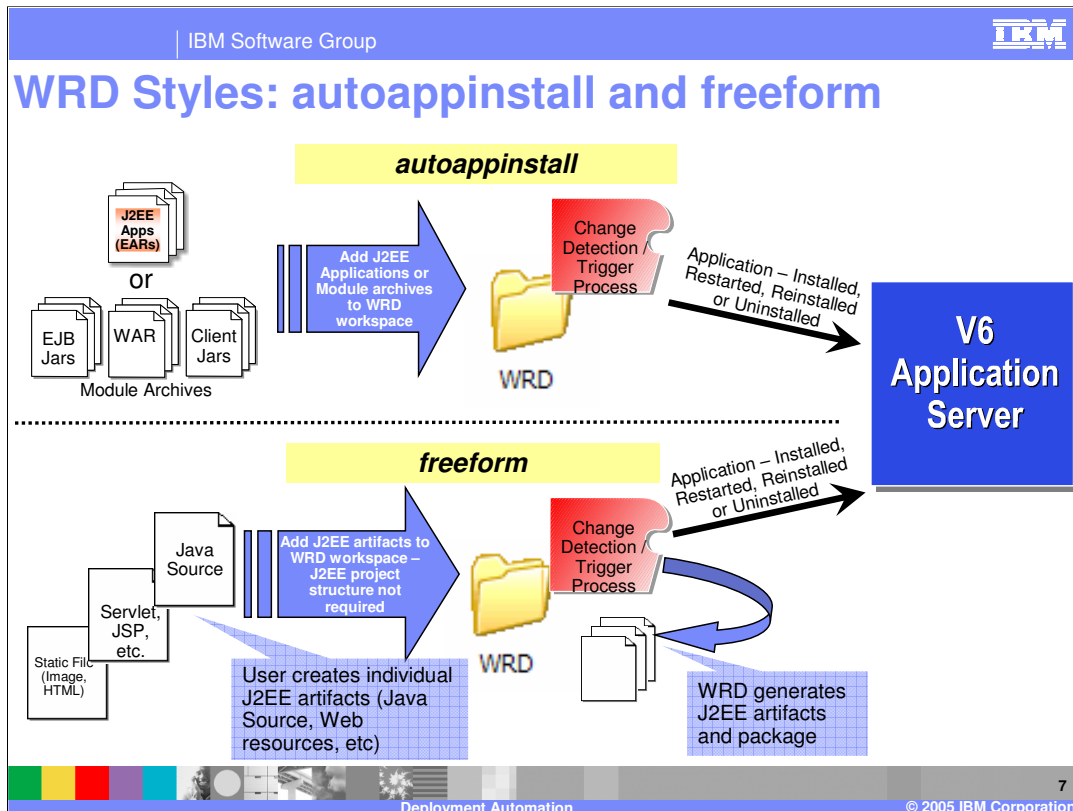 IBM Software Group
IBM
WRD Styles: autoappinstall and freeform
autoappinstall
J2EE
Apps
(EARs)
or
EJB
Jars
WAR
Client
Jars
Module Archives
Add J2EE
Applications or
Module archives
to WRD
workspace
WRD
Change
Detection /
Trigger
Process
Application – Installed,
Restarted, Reinstalled
or Uninstalled
V6
Application
Server
freeform
Java
Source
Servlet,
JSP,
etc.
Static File
(Image,
HTML)
Add J2EE artifacts to
WRD workspace –
J2EE project
structure not
required
User creates individual
J2EE artifacts (Java
Source, Web
resources, etc)
WRD
Change
Detection /
Trigger
Process
Application – Installed,
Restarted, Reinstalled
or Uninstalled
WRD generates
J2EE artifacts
and package
7
Deployment Automation
© 2005 IBM Corporation